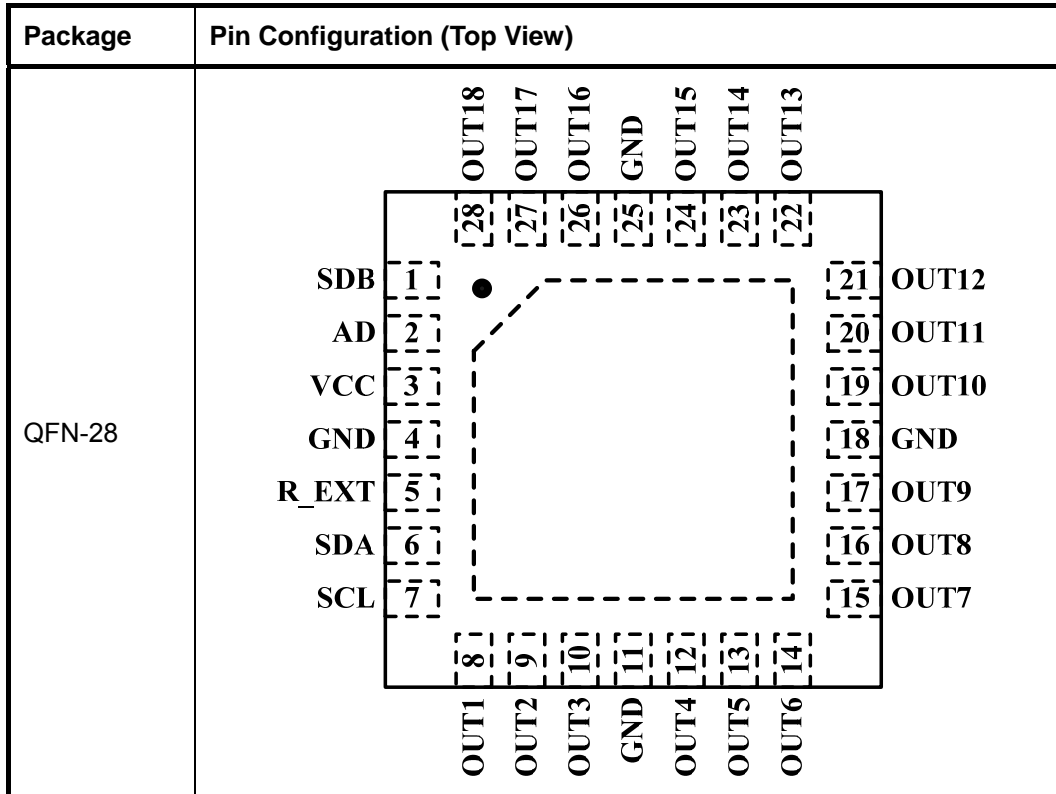 Package Pin Configuration (Top View)
QFN-28
OUT18 OUT17 OUT16 GND OUT15 OUT14 OUT13
28 27 26 25 24 23 22
SDB 1 21 OUT12
AD 2 20 OUT11
VCC 3 19 OUT10
GND 4 18 GND
R_EXT 5 17 OUT9
SDA 6 16 OUT8
SCL 7 15 OUT7
8 9 10 11 12 13 14
OUT1 OUT2 OUT3 GND OUT4 OUT5 OUT6